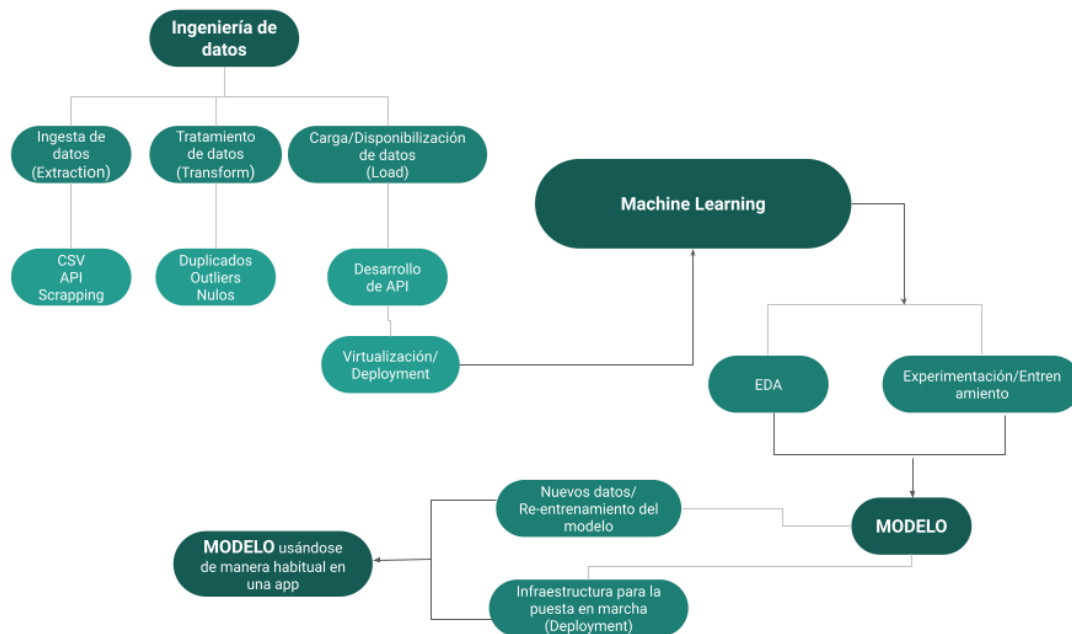 Ingeniería de
datos
Ingesta de
datos
(Extraction)
Tratamiento
de datos
(Transform)
Carga/Disponibilización
de datos
(Load)
CSV
API
Scrapping
Duplicados
Outliers
Nulos
Desarrollo
de API
Virtualización/
Deployment
Machine Learning
EDA
Experimentación/Entren
amiento
MODELO
Nuevos datos/
Re-entrenamiento del
modelo
Infraestructura para la
puesta en marcha
(Deployment)
MODELO usándose
de manera habitual en
una app